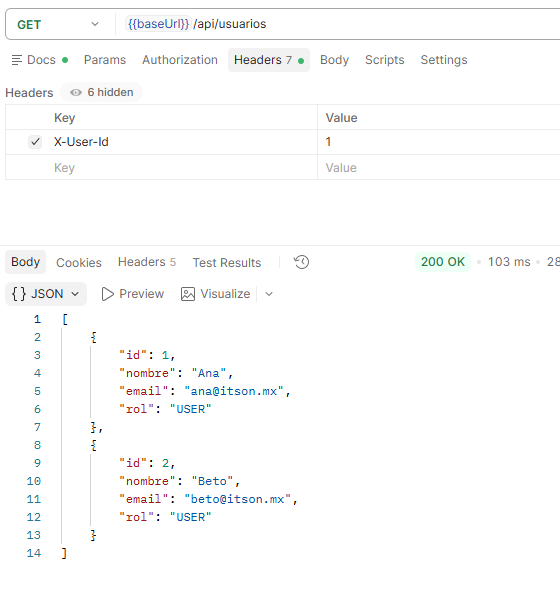 GET {{baseUrl}} /api/usuarios
Docs Params Authorization Headers 7 Body Scripts Settings
Headers 6 hidden
Key Value
X-User-Id 1
Key Value
Body Cookies Headers 5 Test Results 200 OK 103 ms 28
{} JSON Preview Visualize
1 [
2 {
3 "id": 1,
4 "nombre": "Ana",
5 "email": "ana@itson.mx",
6 "rol": "USER"
7 },
8 {
9 "id": 2,
10 "nombre": "Beto",
11 "email": "beto@itson.mx",
12 "rol": "USER"
13 }
14 ]